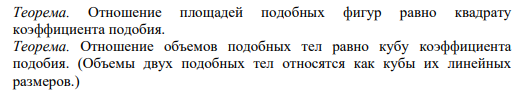 Теорема. Отношение площадей подобных фигур равно квадрату
коэффициента подобия.
Теорема. Отношение объемов подобных тел равно кубу коэффициента
подобия. (Объемы двух подобных тел относятся как кубы их линейных
размеров.)